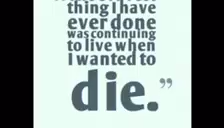 thing I have
ever done
was continuing
to live when
I wanted to
die.”